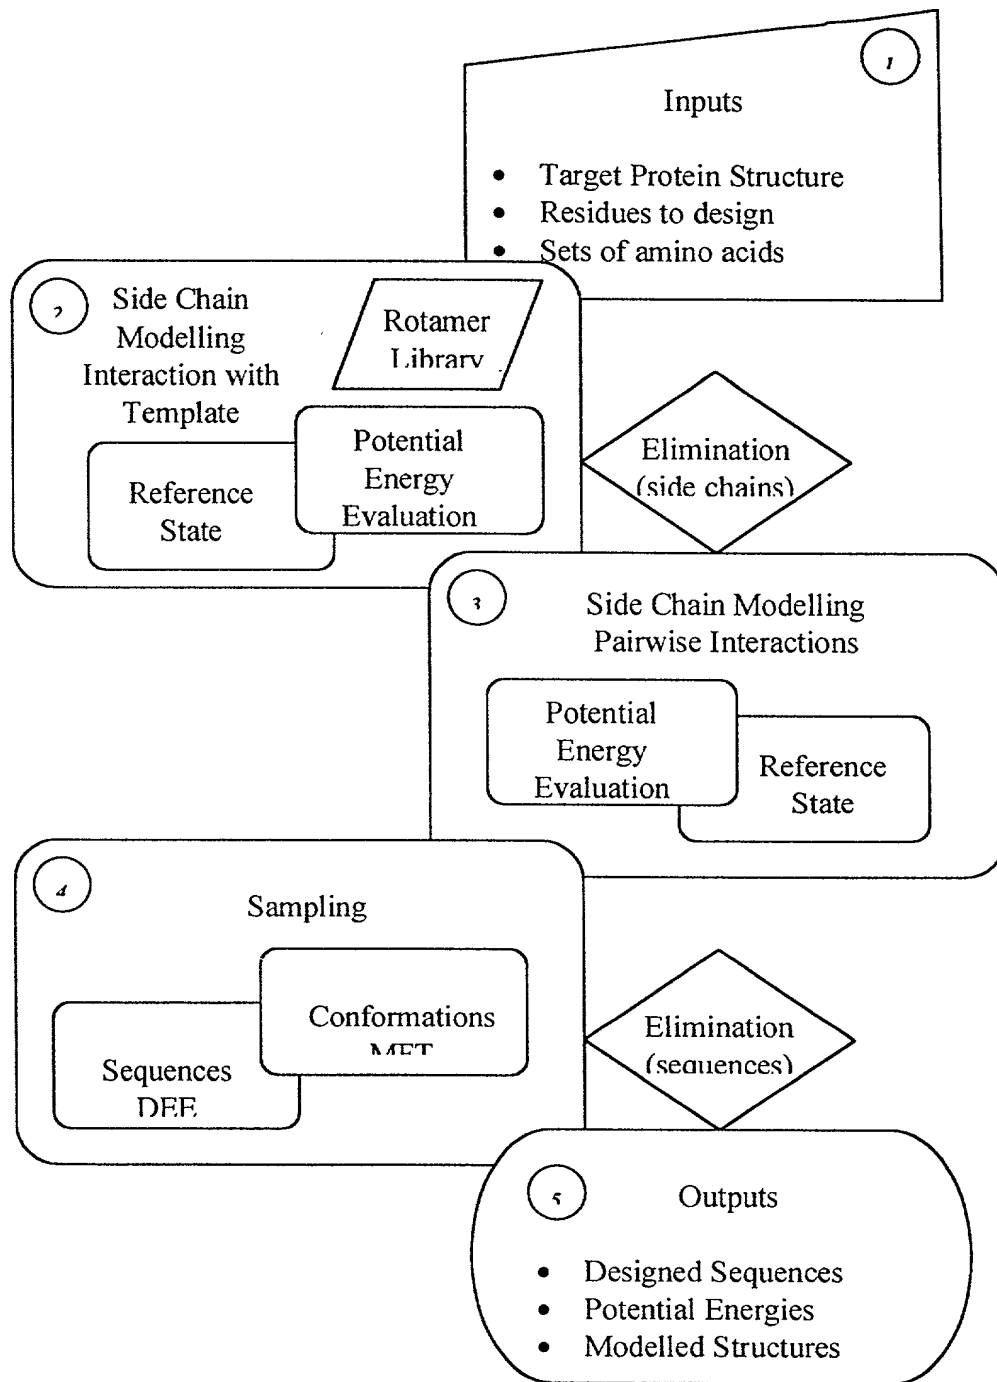 1
Inputs
• Target Protein Structure
• Residues to design
• Sets of amino acids
2
Side Chain
Modelling
Interaction with
Template
Rotamer
Library
Potential
Energy
Evaluation
Reference
State
Elimination
(side chains)
3
Side Chain Modelling
Pairwise Interactions
Potential
Energy
Evaluation
Reference
State
4
Sampling
Conformations
MFT
Sequences
DEE
Elimination
(sequences)
5
Outputs
• Designed Sequences
• Potential Energies
• Modelled Structures